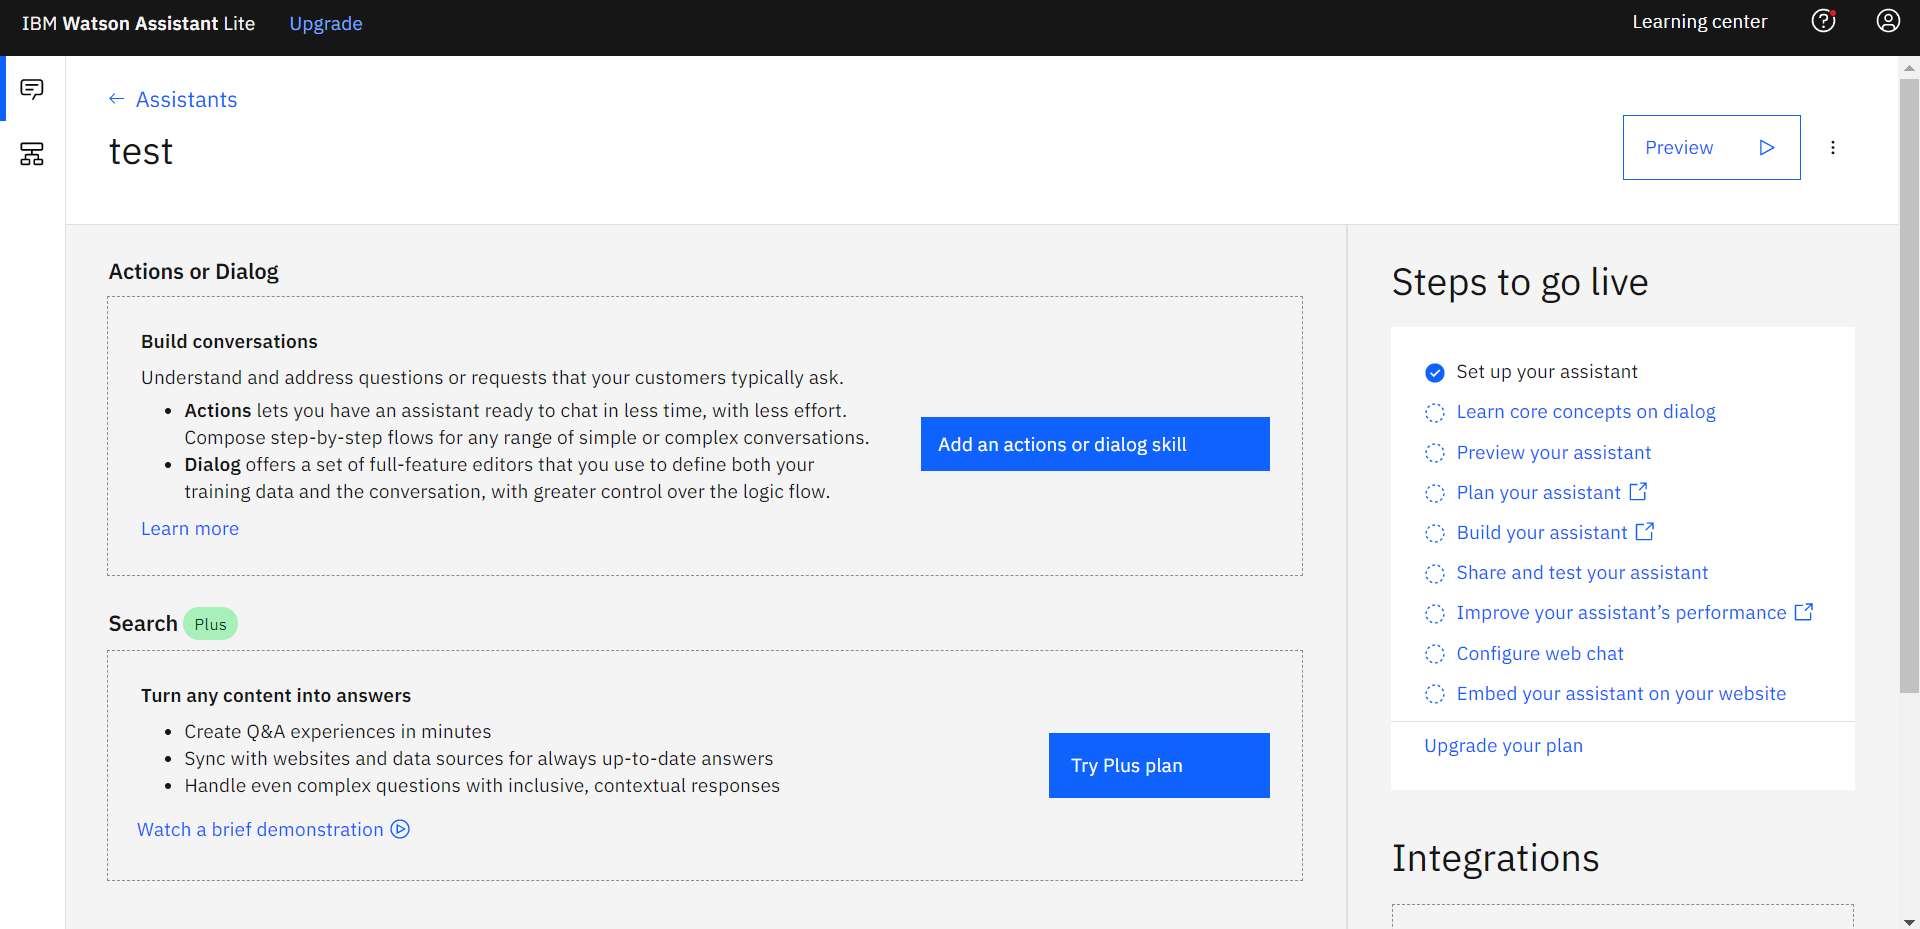 IBM Watson Assistant Lite
Upgrade
Learning center
Assistants
test
Preview
Actions or Dialog
Build conversations
Understand and address questions or requests that your customers typically ask.
Actions lets you have an assistant ready to chat in less time, with less effort.
Compose step-by-step flows for any range of simple or complex conversations.
Dialog offers a set of full-feature editors that you use to define both your
training data and the conversation, with greater control over the logic flow.
Learn more
Add an actions or dialog skill
Search Plus
Turn any content into answers
Create Q&A experiences in minutes
Sync with websites and data sources for always up-to-date answers
Handle even complex questions with inclusive, contextual responses
Watch a brief demonstration
Try Plus plan
Steps to go live
Set up your assistant
Learn core concepts on dialog
Preview your assistant
Plan your assistant
Build your assistant
Share and test your assistant
Improve your assistant’s performance
Configure web chat
Embed your assistant on your website
Upgrade your plan
Integrations